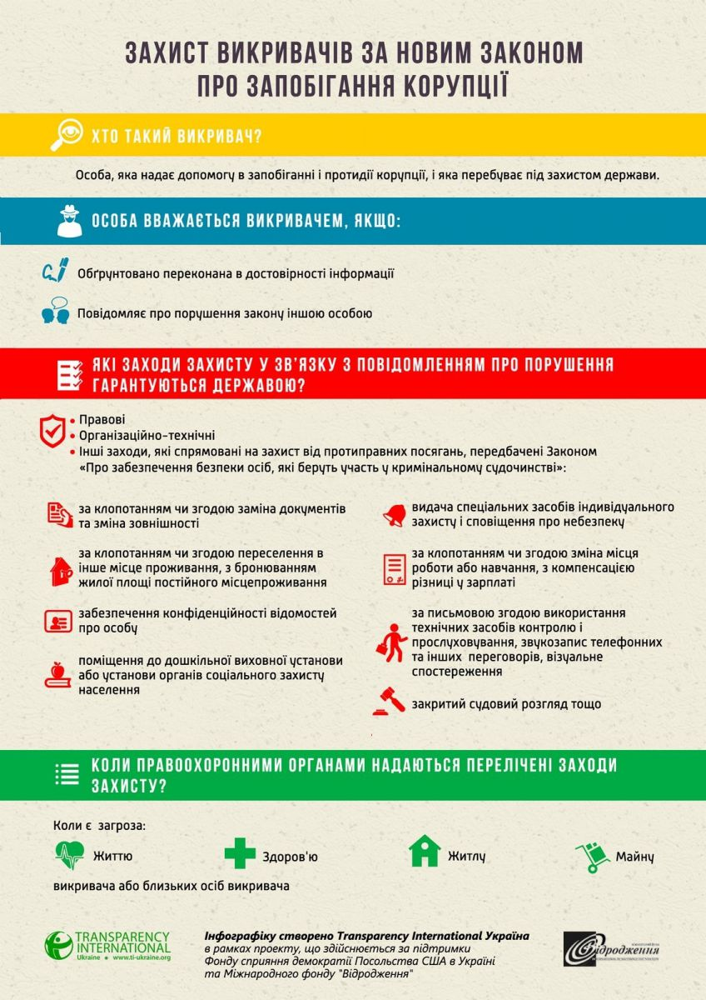 ЗАХИСТ ВИКРИВАЧІВ ЗА НОВИМ ЗАКОНОМ
ПРО ЗАПОБІГАННЯ КОРУПЦІЇ
ХТО ТАКИЙ ВИКРИВАЧ?
Особа, яка надає допомогу в запобіганні і протидії корупції, і яка перебуває під захистом держави.
ОСОБА ВВАЖАЄТЬСЯ ВИКРИВАЧЕМ, ЯКЩО:
Обґрунтовано переконана в достовірності інформації
Повідомляє про порушення закону іншою особою
ЯКІ ЗАХОДИ ЗАХИСТУ У ЗВ'ЯЗКУ З ПОВІДОМЛЕННЯМ ПРО ПОРУШЕННЯ
ГАРАНТУЮТЬСЯ ДЕРЖАВОЮ?
• Правові
• Організаційно-технічні
• Інші заходи, які спрямовані на захист від протиправних посягань, передбачені Законом
«Про забезпечення безпеки осіб, які беруть участь у кримінальному судочинстві»:
за клопотанням чи згодою заміна документів
та зміна зовнішності
за клопотанням чи згодою переселення в
інше місце проживання, з бронюванням
жилої площі постійного місцепроживання
забезпечення конфіденційності відомостей
про особу
поміщення до дошкільної виховної установи
або установи органів соціального захисту
населення
видача спеціальних засобів індивідуального
захисту і сповіщення про небезпеку
за клопотанням чи згодою зміна місця
роботи або навчання, з компенсацією
різниці у зарплаті
за письмовою згодою використання
технічних засобів контролю і
прослуховування, звукозапис телефонних
та інших переговорів, візуальне
спостереження
закритий судовий розгляд тощо
КОЛИ ПРАВООХОРОННИМИ ОРГАНАМИ НАДАЮТЬСЯ ПЕРЕЛІЧЕНІ ЗАХОДИ
ЗАХИСТУ?
Коли є загроза:
Життю
Здоров'ю
Житлу
Майну
викривача або близьких осіб викривача
TRANSPARENCY
INTERNATIONAL
Ukraine • www.ti-ukraine.org
Інфографіку створено Transparency International Україна
в рамках проекту, що здійснюється за підтримки
Фонду сприяння демократії Посольства США в Україні
та Міжнародного фонду "Відродження"
Відродження